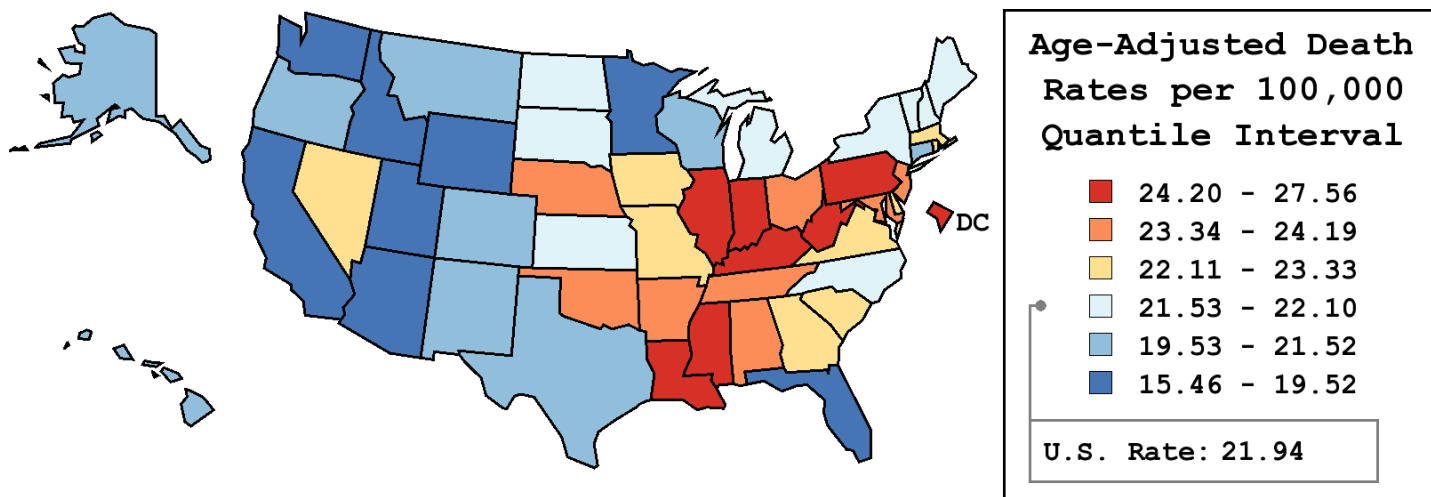 DC
Age-Adjusted Death
Rates per 100,000
Quantile Interval
24.20 - 27.56
23.34 - 24.19
22.11 - 23.33
21.53 - 22.10
19.53 - 21.52
15.46 - 19.52
U.S. Rate: 21.94